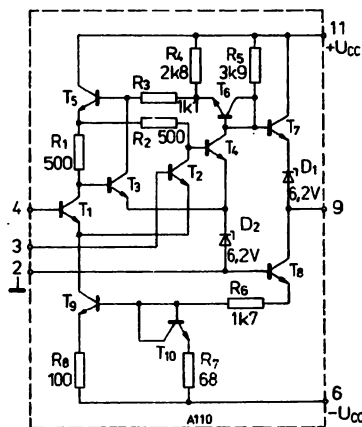 11
+UCC
R4
2k8
R5
3k9
R3
1k
T5
T6
T7
R1
500
R2
500
T4
D1
6,2V
T3
T2
4
T1
9
3
D2
6,2V
2
T8
T9
R6
1k7
T10
R8
100
R7
68
6
-UCC
A110